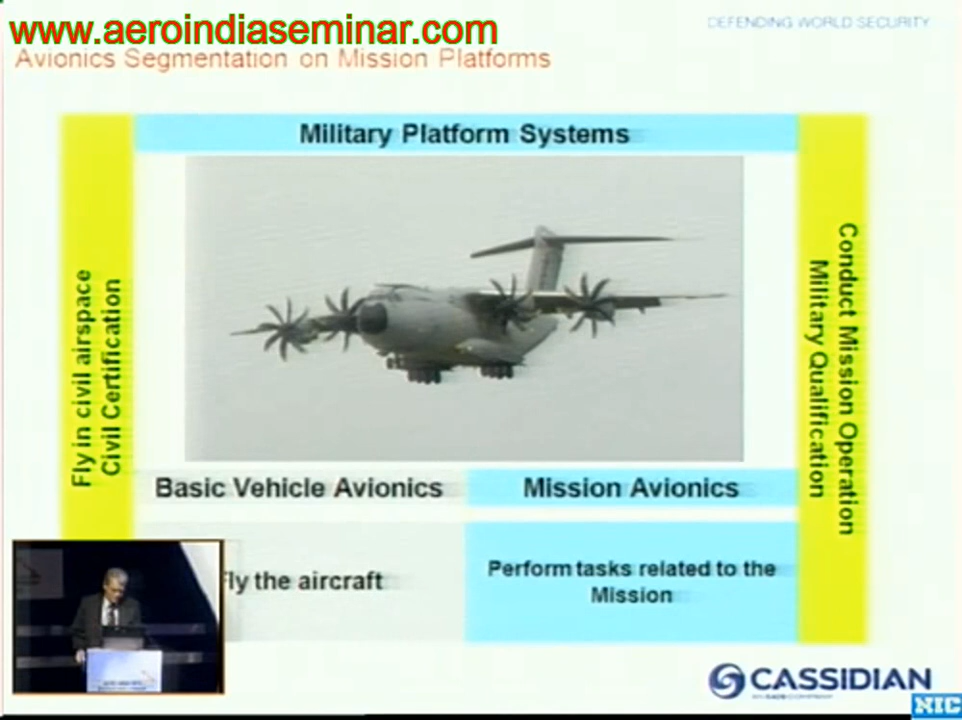 www.aeroindiaseminar.com
DEFENDING WORLD SECURITY
Avionics Segmentation on Mission Platforms
Military Platform Systems
Fly in civil airspace
Civil Certification
Conduct Mission Operation
Military Qualification
Basic Vehicle Avionics
Mission Avionics
Fly the aircraft
Perform tasks related to the
Mission
CASSIDIAN
NIC